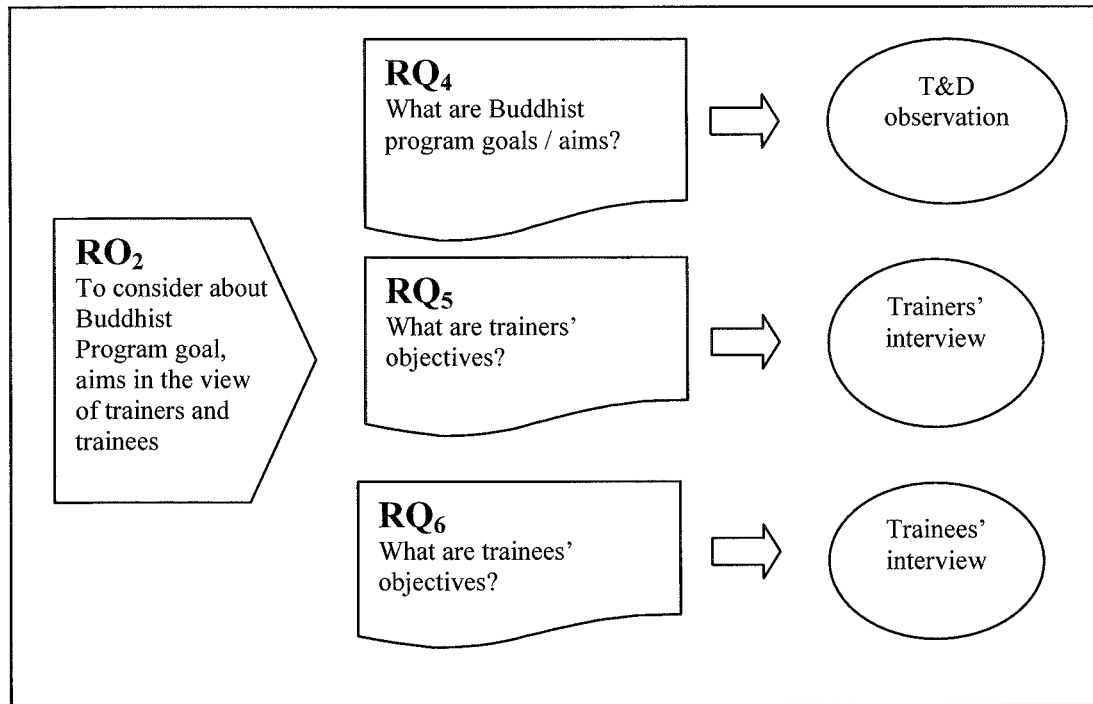 RO₂
To consider about
Buddhist
Program goal,
aims in the view
of trainers and
trainees
RQ₄
What are Buddhist
program goals / aims?
T&D
observation
RQ₅
What are trainers'
objectives?
Trainers'
interview
RQ₆
What are trainees'
objectives?
Trainees'
interview